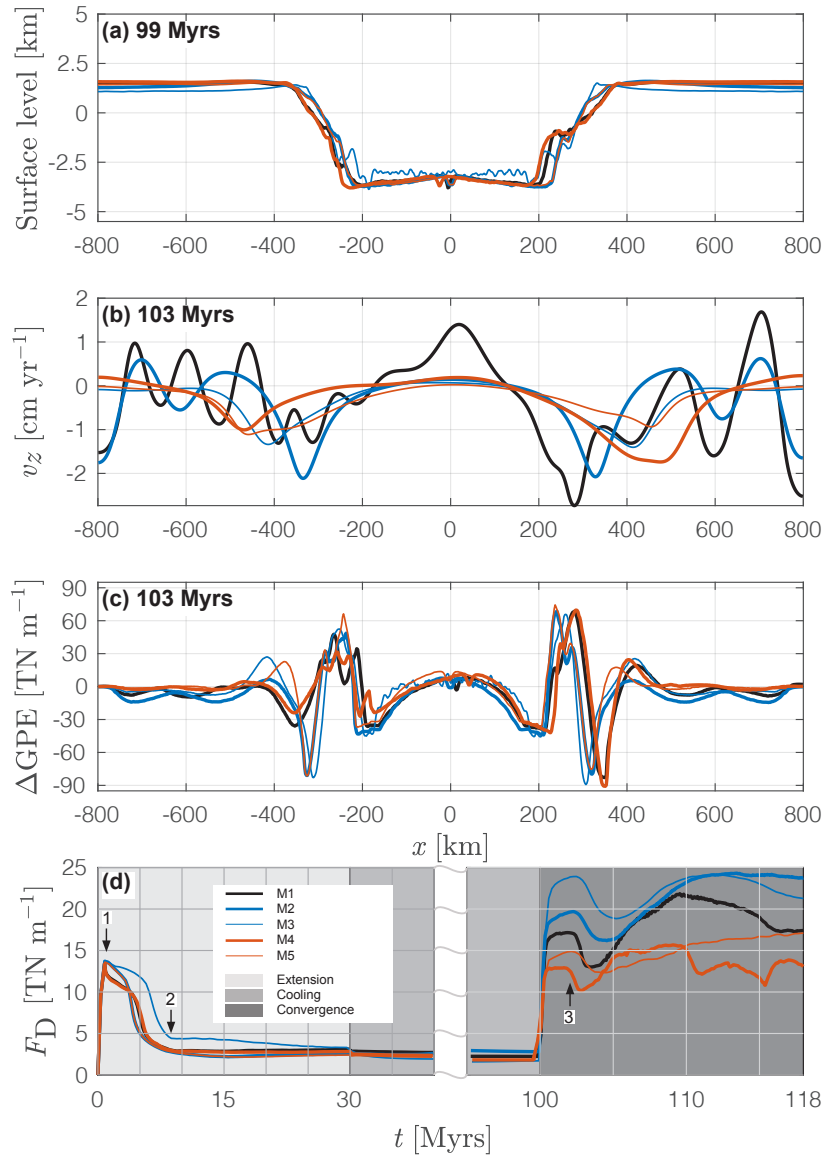 (a) 99 Myrs
Surface level [km]
5
2.5
0
-2.5
-5
-800 -600 -400 -200 0 200 400 600 800
(b) 103 Myrs
v_z [cm yr⁻¹]
2
1
0
-1
-2
-800 -600 -400 -200 0 200 400 600 800
(c) 103 Myrs
ΔGPE [TN m⁻¹]
90
60
30
0
-30
-60
-90
-800 -600 -400 -200 0 200 400 600 800
x [km]
(d)
F_D [TN m⁻¹]
25
20
15
10
5
0
1
2
3
M1
M2
M3
M4
M5
Extension
Cooling
Convergence
0 15 30 100 110 118
t [Myrs]